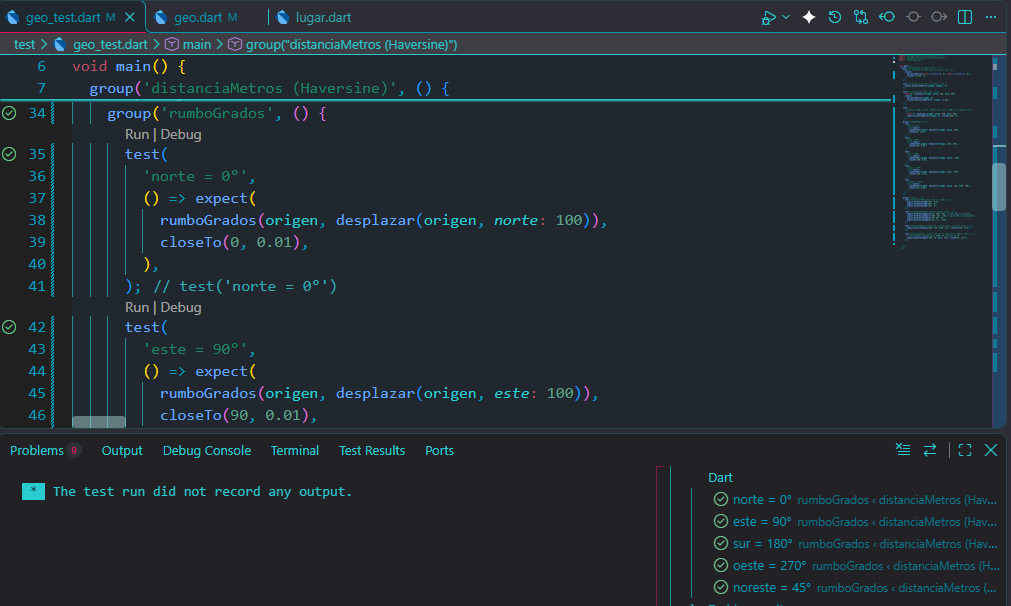 geo_test.dart M
geo.dart M
lugar.dart
test > geo_test.dart > main > group("distanciaMetros (Haversine)")
6 void main() {
7 group('distanciaMetros (Haversine)', () {
34 group('rumboGrados', () {
Run | Debug
35 test(
36 'norte = 0°',
37 () => expect(
38 rumboGrados(origen, desplazar(origen, norte: 100)),
39 closeTo(0, 0.01),
40 ),
41 ); // test('norte = 0°')
Run | Debug
42 test(
43 'este = 90°',
44 () => expect(
45 rumboGrados(origen, desplazar(origen, este: 100)),
46 closeTo(90, 0.01),
Problems 9 Output Debug Console Terminal Test Results Ports
* The test run did not record any output.
Dart
norte = 0° rumboGrados ‹ distanciaMetros (Hav...
este = 90° rumboGrados ‹ distanciaMetros (Hav...
sur = 180° rumboGrados ‹ distanciaMetros (Hav...
oeste = 270° rumboGrados ‹ distanciaMetros (H...
noreste = 45° rumboGrados ‹ distanciaMetros (...